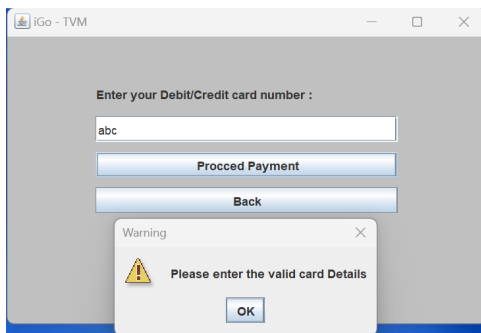 iGo - TVM
Enter your Debit/Credit card number :
abc
Procced Payment
Back
Warning
Please enter the valid card Details
OK